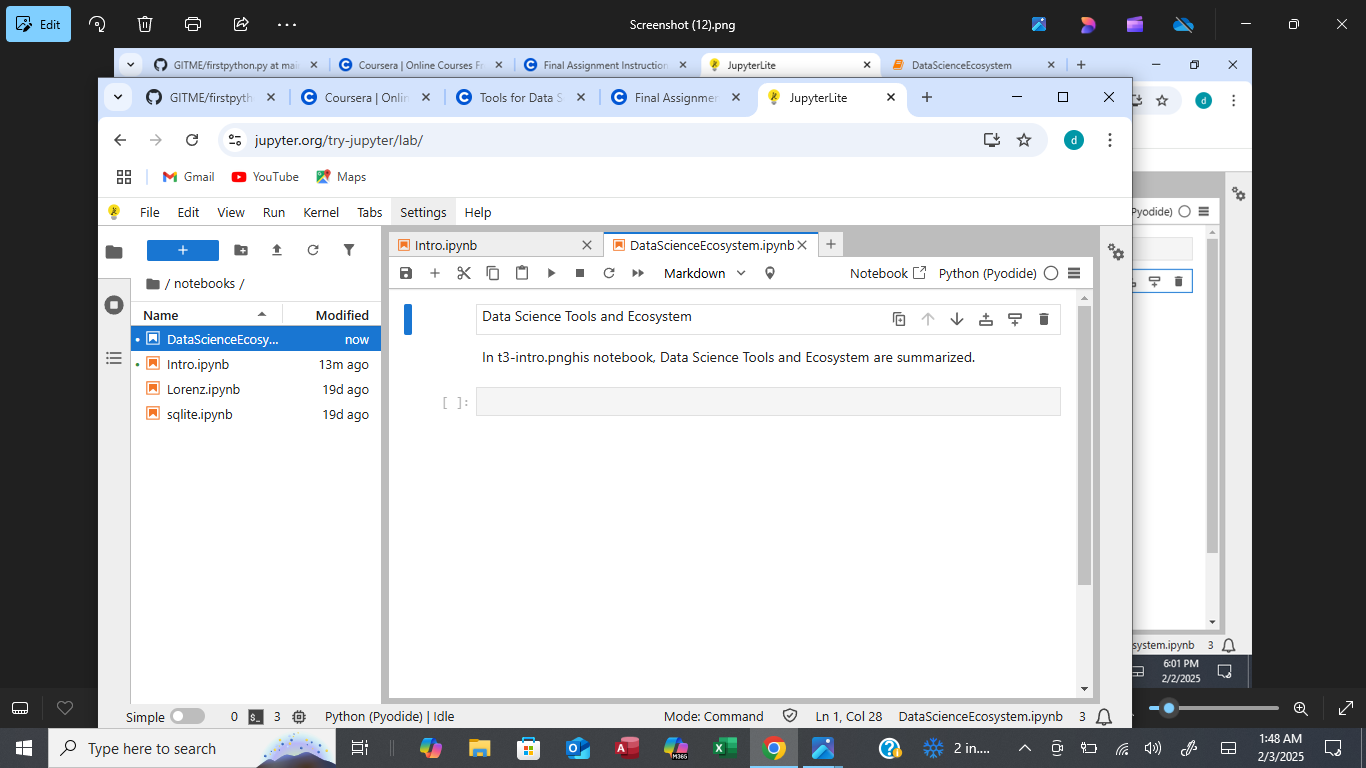 Edit
Screenshot (12).png
GITME/firstpython.py at mai
Coursera | Online Courses Fr
Final Assignment Instruction
JupyterLite
DataScienceEcosystem
GITME/firstpyth
Coursera | Onlin
Tools for Data S
Final Assignmer
JupyterLite
jupyter.org/try-jupyter/lab/
d
d
Gmail
YouTube
Maps
File Edit View Run Kernel Tabs Settings Help
Pyodide)
Intro.ipynb
DataScienceEcosystem.ipynb
/ notebooks /
Markdown
Notebook
Python (Pyodide)
Name Modified
DataScienceEcosy... now
Intro.ipynb 13m ago
Lorenz.ipynb 19d ago
sqlite.ipynb 19d ago
Data Science Tools and Ecosystem
In t3-intro.pnghis notebook, Data Science Tools and Ecosystem are summarized.
[ ]:
system.ipynb 3
6:01 PM
2/2/2025
Simple 0 3 Python (Pyodide) | Idle Mode: Command Ln 1, Col 28 DataScienceEcosystem.ipynb 3
Type here to search
M365
2 in....
1:48 AM
2/3/2025